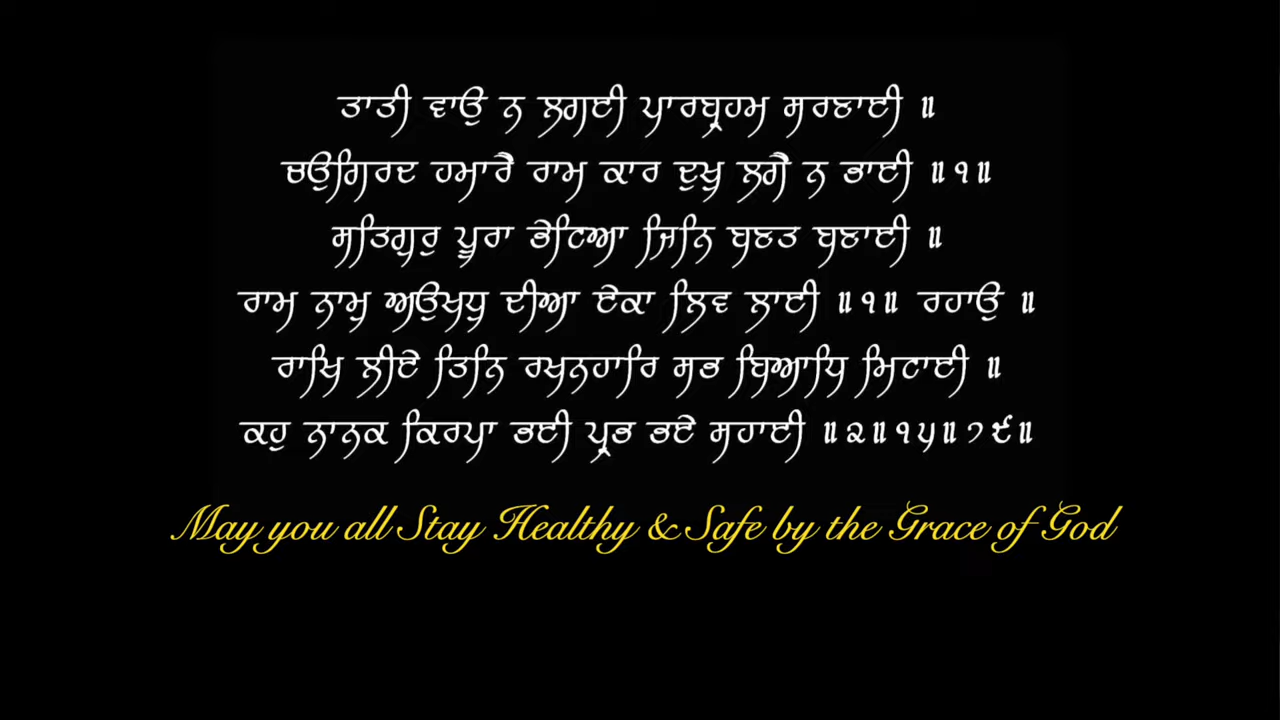 ਤਾਤੀ ਵਾਉ ਨ ਲਗਈ ਪਾਰਬ੍ਰਹਮ ਸਰਣਾਈ ॥
ਚਉਗਿਰਦ ਹਮਾਰੈ ਰਾਮ ਕਾਰ ਦੁਖੁ ਲਗੈ ਨ ਭਾਈ ॥੧॥
ਸਤਿਗੁਰੁ ਪੂਰਾ ਭੇਟਿਆ ਜਿਨਿ ਬਣਤ ਬਣਾਈ ॥
ਰਾਮ ਨਾਮੁ ਅਉਖਧੁ ਦੀਆ ਏਕਾ ਲਿਵ ਲਾਈ ॥੧॥ ਰਹਾਉ ॥
ਰਾਖਿ ਲੀਏ ਤਿਨਿ ਰਖਨਹਾਰਿ ਸਭ ਬਿਆਧਿ ਮਿਟਾਈ ॥
ਕਹੁ ਨਾਨਕ ਕਿਰਪਾ ਭਈ ਪ੍ਰਭ ਭਏ ਸਹਾਈ ॥੨॥੧੫॥੭੯॥
May you all Stay Healthy & Safe by the Grace of God